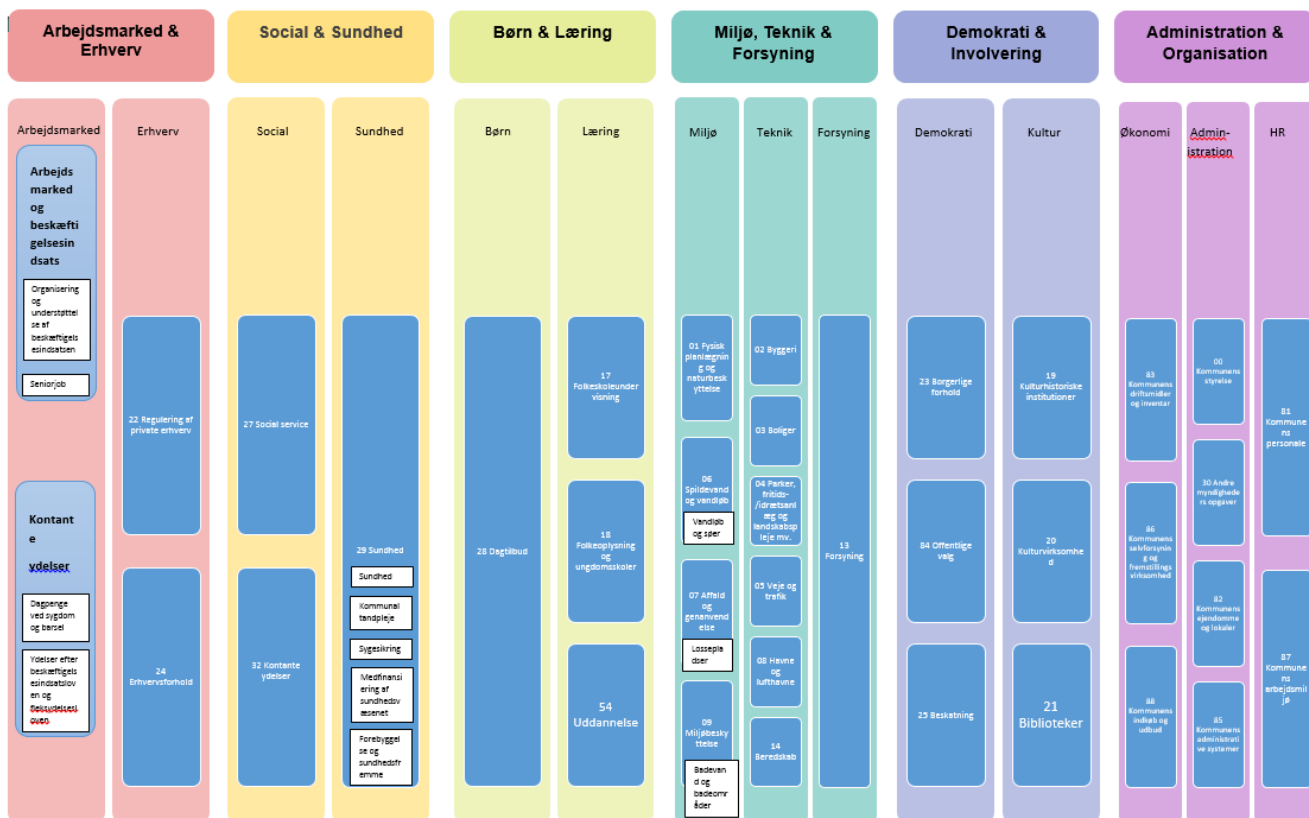 Arbejdsmarked &
Erhverv
Social & Sundhed
Børn & Læring
Miljø, Teknik &
Forsyning
Demokrati &
Involvering
Administration &
Organisation
Arbejdsmarked
Erhverv
Social
Sundhed
Børn
Læring
Miljø
Teknik
Forsyning
Demokrati
Kultur
Økonomi
Admin-
istration
HR
Arbejds
marked
og
beskæfti
gelsesin
dsats
Organisering
og
understøttel
se af
beskæftigels
esindsatsen
Seniorjob
Kontant
e
ydelser
Dagpenge
ved sygdom
og barsel
Ydelser efter
beskæftigels
esindsatslov
en og
fleksydelsesl
oven
22 Regulering af
private erhverv
24
Erhvervsforhold
27 Social service
32 Kontante
ydelser
29 Sundhed
Sundhed
Kommunal
tandpleje
Sygesikring
Medfinansi
ering af
sundhedsv
æsenet
Forebyggel
se og
sundhedsfr
emme
28 Dagtilbud
17
Folkeskoleunder
visning
18
Folkeoplysning
og
ungdomsskoler
54
Uddannelse
01 Fysisk
planlægnin
g og
naturbesk
yttelse
06
Spildevand
og vandløb
Vandløb
og søer
07 Affald
og
genanvend
else
Lossepla
dser
09
Miljøbesky
ttelse
Badevan
d og
badeomr
åder
02 Byggeri
03 Boliger
04 Parker,
fritids-
/idrætsanl
æg og
landskabsp
leje mv.
05 Veje og
trafik
08 Havne
og
lufthavne
14
Beredskab
13
Forsyning
23 Borgerlige
forhold
84 Offentlige
valg
25 Beskatning
19
Kulturhistoriske
institutioner
20
Kulturvirksomhe
d
21
Biblioteker
83
Kommunens
driftsmidler
og inventar
86
Kommunens
selvforsynin
g og
fremstillings
virksomhed
88
Kommunens
indkøb og
udbud
00
Kommunens
styrelse
30 Andre
myndighede
rs opgaver
82
Kommunens
ejendomme
og lokaler
85
Kommunens
administrati
ve systemer
81
Kommune
ns
personale
87
Kommune
ns
arbejdsmil
jø